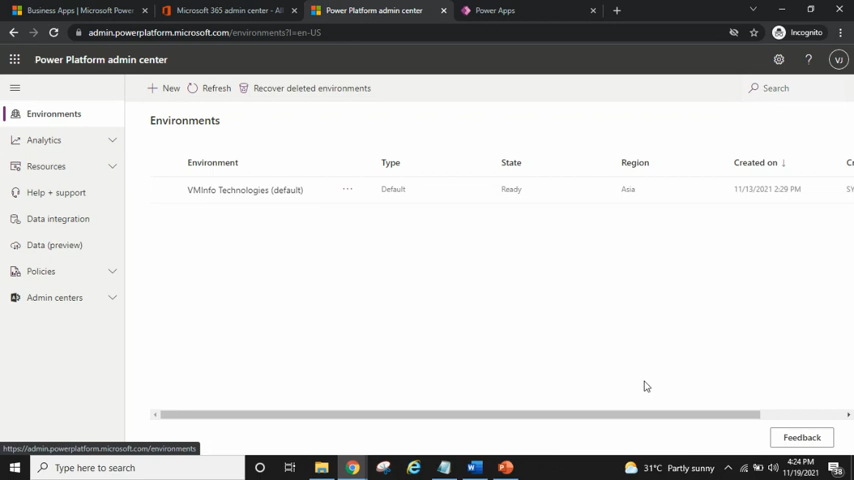 Business Apps | Microsoft Power
Microsoft 365 admin center - All
Power Platform admin center
Power Apps
admin.powerplatform.microsoft.com/environments?l=en-US
Incognito
Power Platform admin center
VJ
New
Refresh
Recover deleted environments
Search
Environments
Analytics
Resources
Help + support
Data integration
Data (preview)
Policies
Admin centers
Environments
Environment Type State Region Created on ↓
VMInfo Technologies (default) ... Default Ready Asia 11/13/2021 2:29 PM SY
Feedback
https://admin.powerplatform.microsoft.com/environments
Type here to search
31°C Partly sunny
4:24 PM
11/19/2021
38